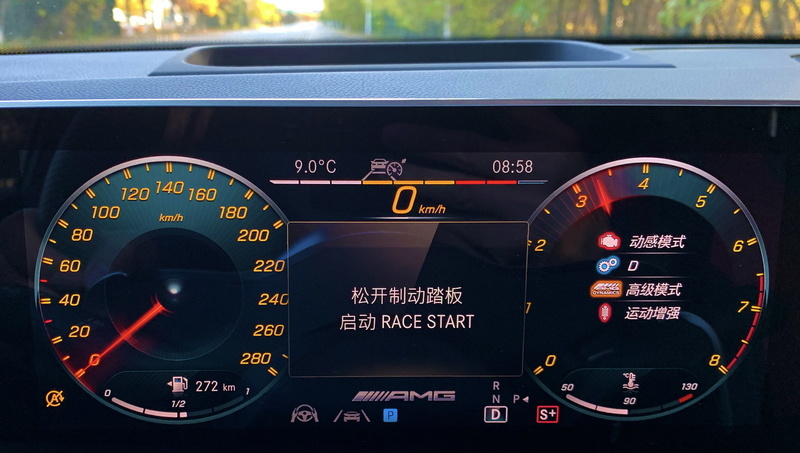 9.0°C
08:58
0 km/h
km/h
0
20
40
60
80
100
120
140
160
180
200
220
240
260
280
松开制动踏板
启动 RACE START
0
1
2
3
4
5
6
7
8
动感模式
D
高级模式
AMG DYNAMICS
运动增强
272 km
0
1/2
1
AMG
P
R
N P
D
S+
50
90
130
A